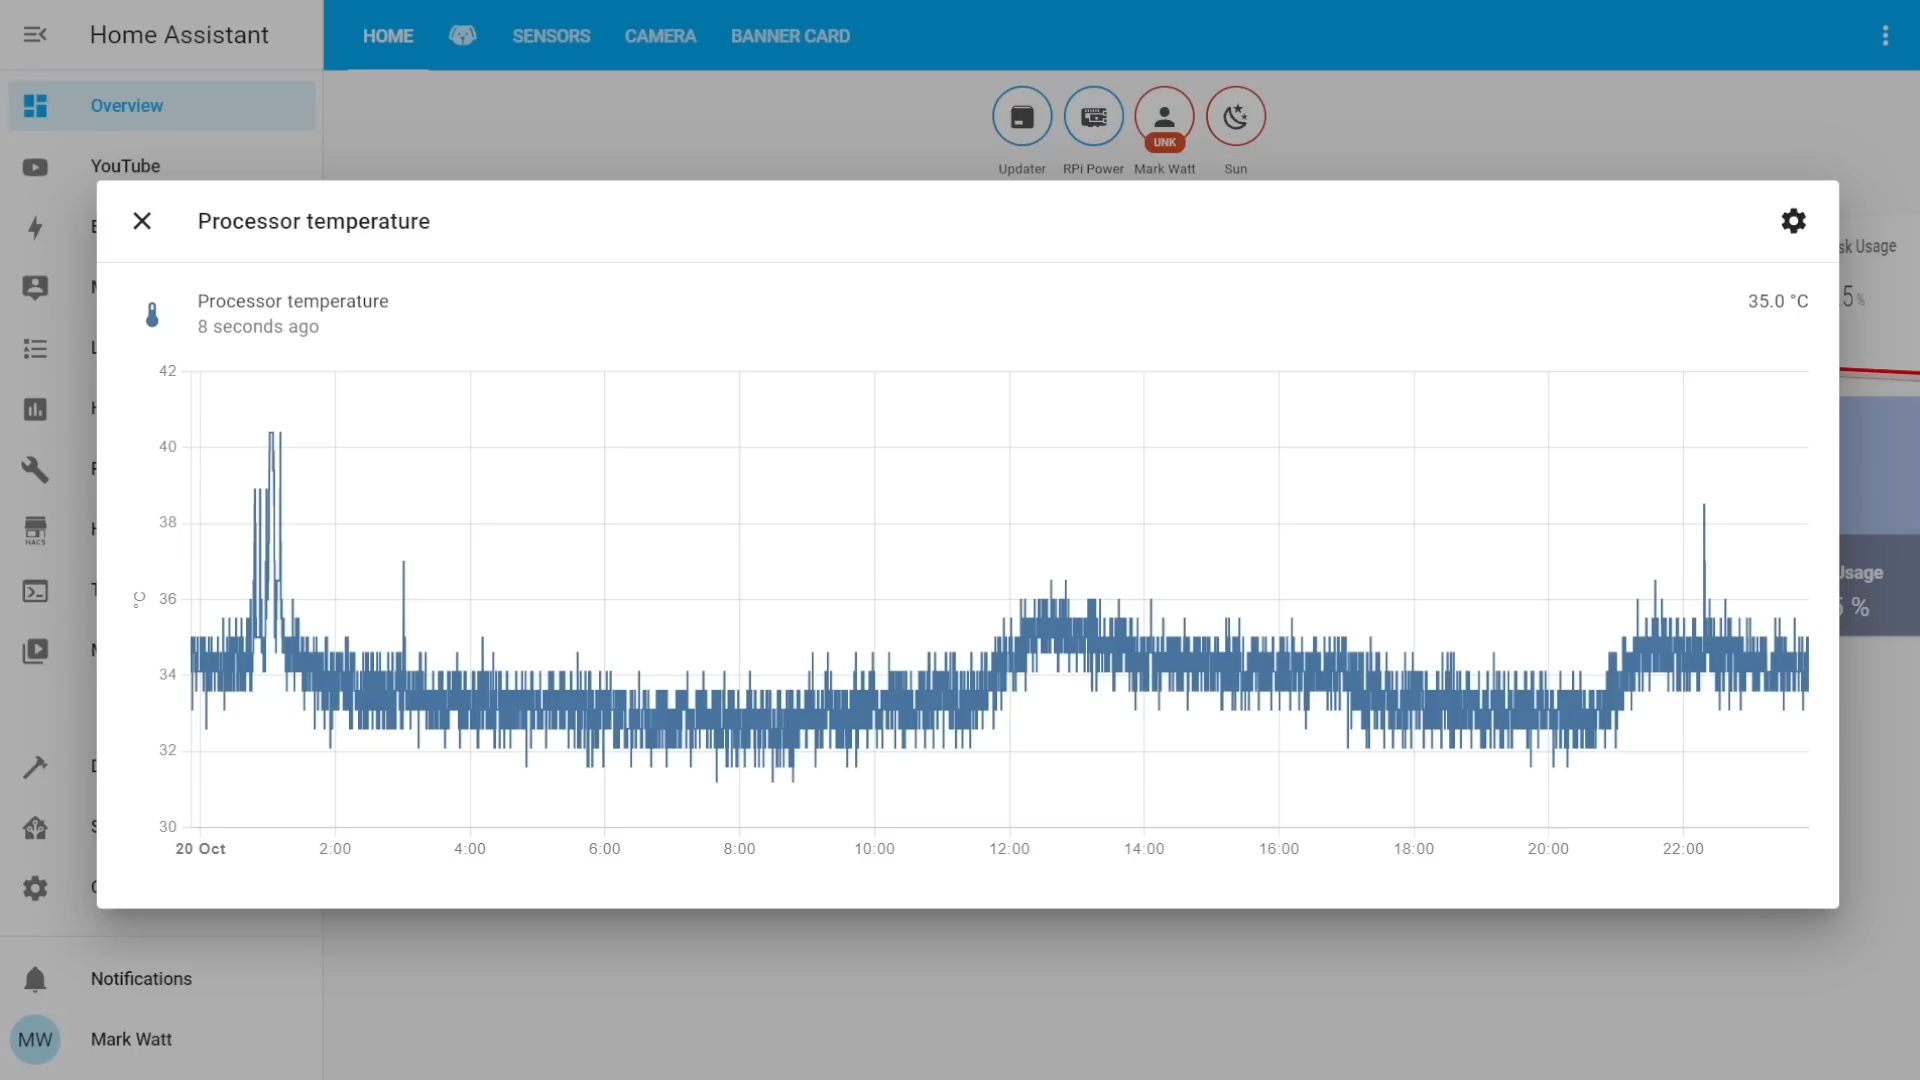 Home Assistant
HOME
SENSORS
CAMERA
BANNER CARD
Overview
YouTube
Updater
RPi Power
UNK
Mark Watt
Sun
Processor temperature
Processor temperature
8 seconds ago
35.0 °C
sk Usage
.5 %
Usage
%
HACS
°C
42
40
38
36
34
32
30
20 Oct
2:00
4:00
6:00
8:00
10:00
12:00
14:00
16:00
18:00
20:00
22:00
Notifications
MW
Mark Watt